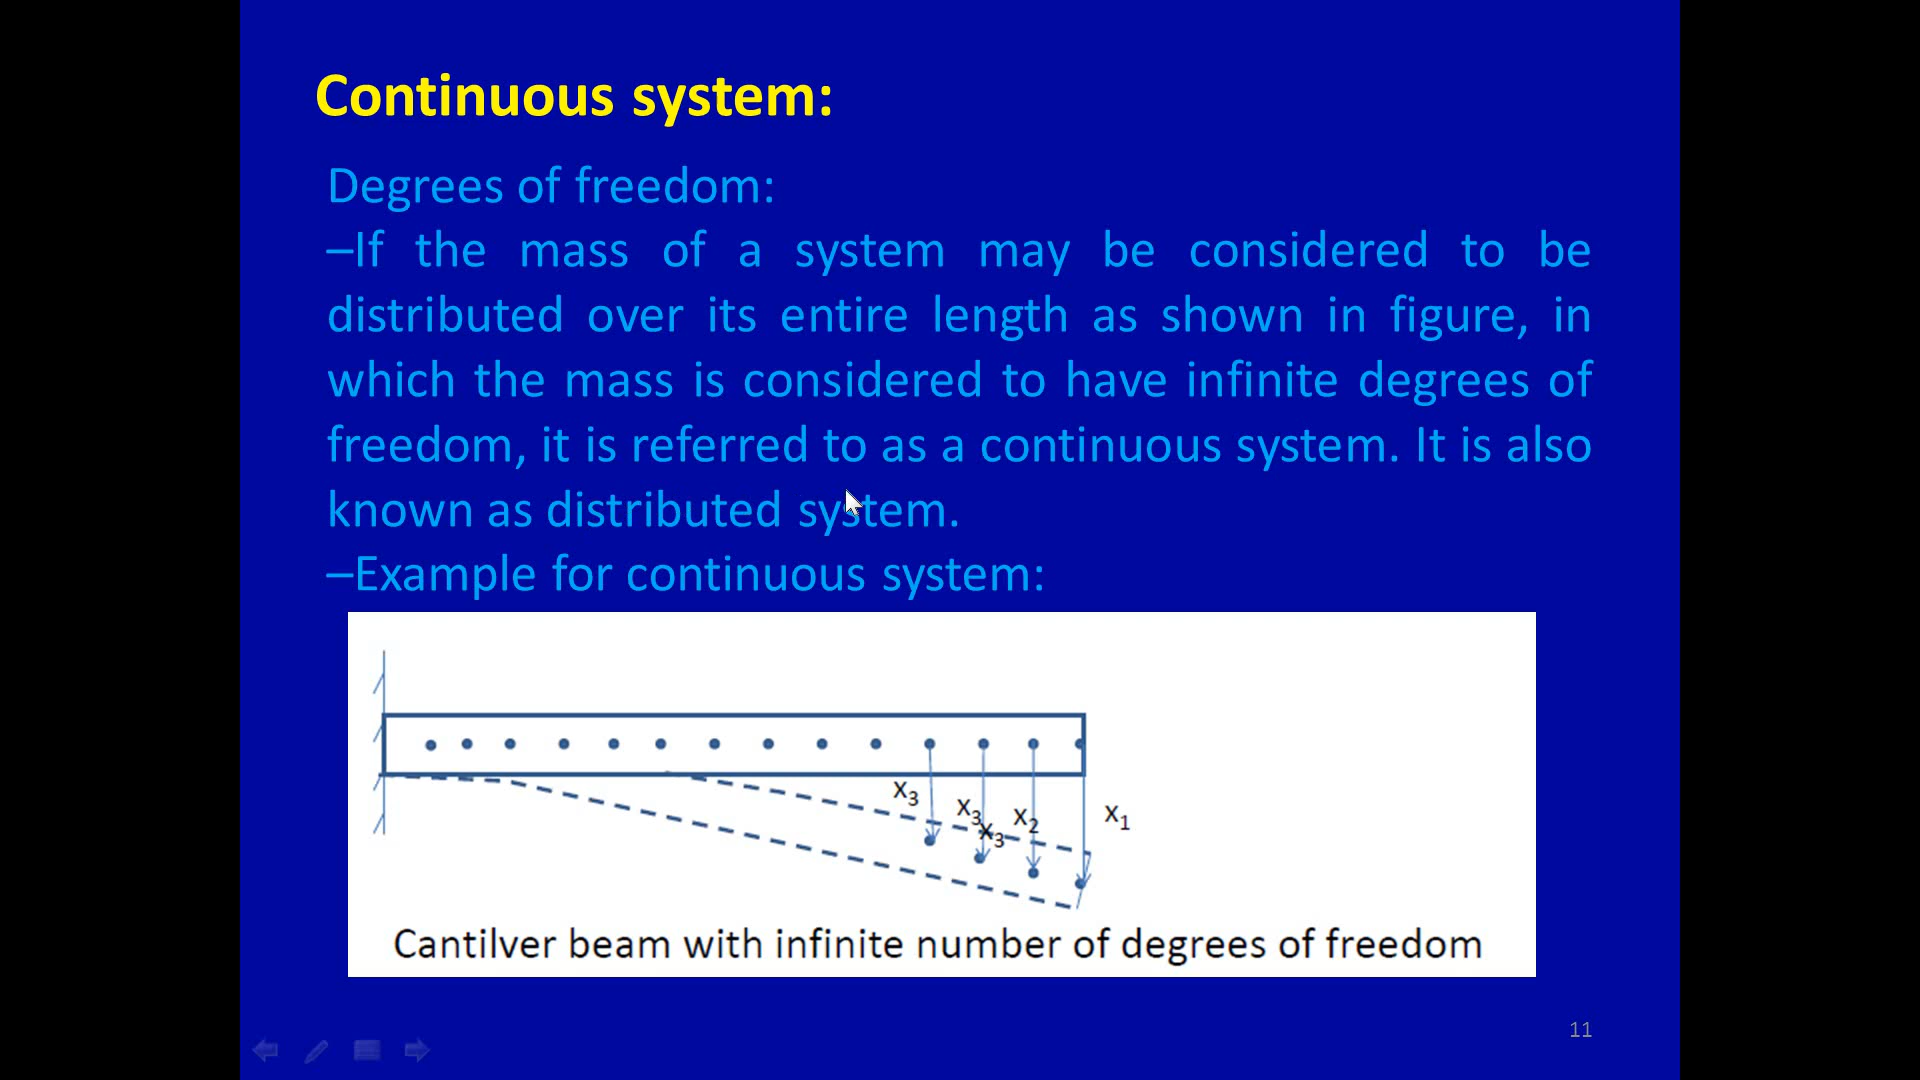 Continuous system:
Degrees of freedom:
–If the mass of a system may be considered to be
distributed over its entire length as shown in figure, in
which the mass is considered to have infinite degrees of
freedom, it is referred to as a continuous system. It is also
known as distributed system.
–Example for continuous system:
x3
x3
x3
x2
x1
Cantilver beam with infinite number of degrees of freedom
11